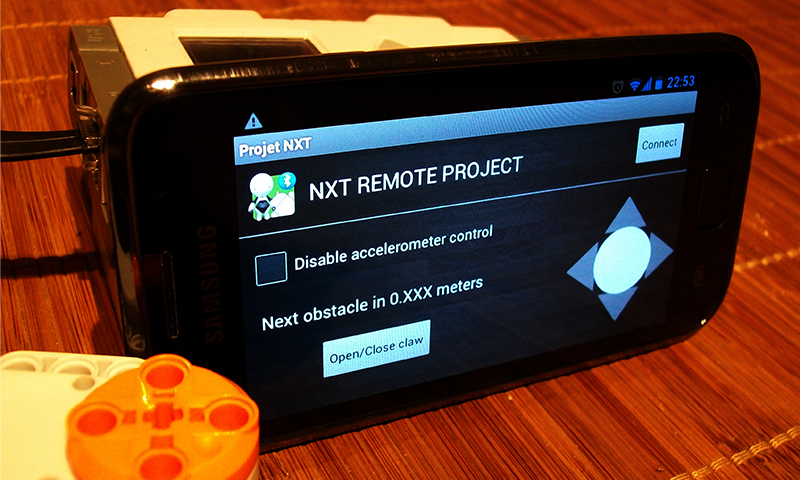 22:53
Projet NXT
Connect
NXT REMOTE PROJECT
Disable accelerometer control
Next obstacle in 0.XXX meters
Open/Close claw
SAMSUNG